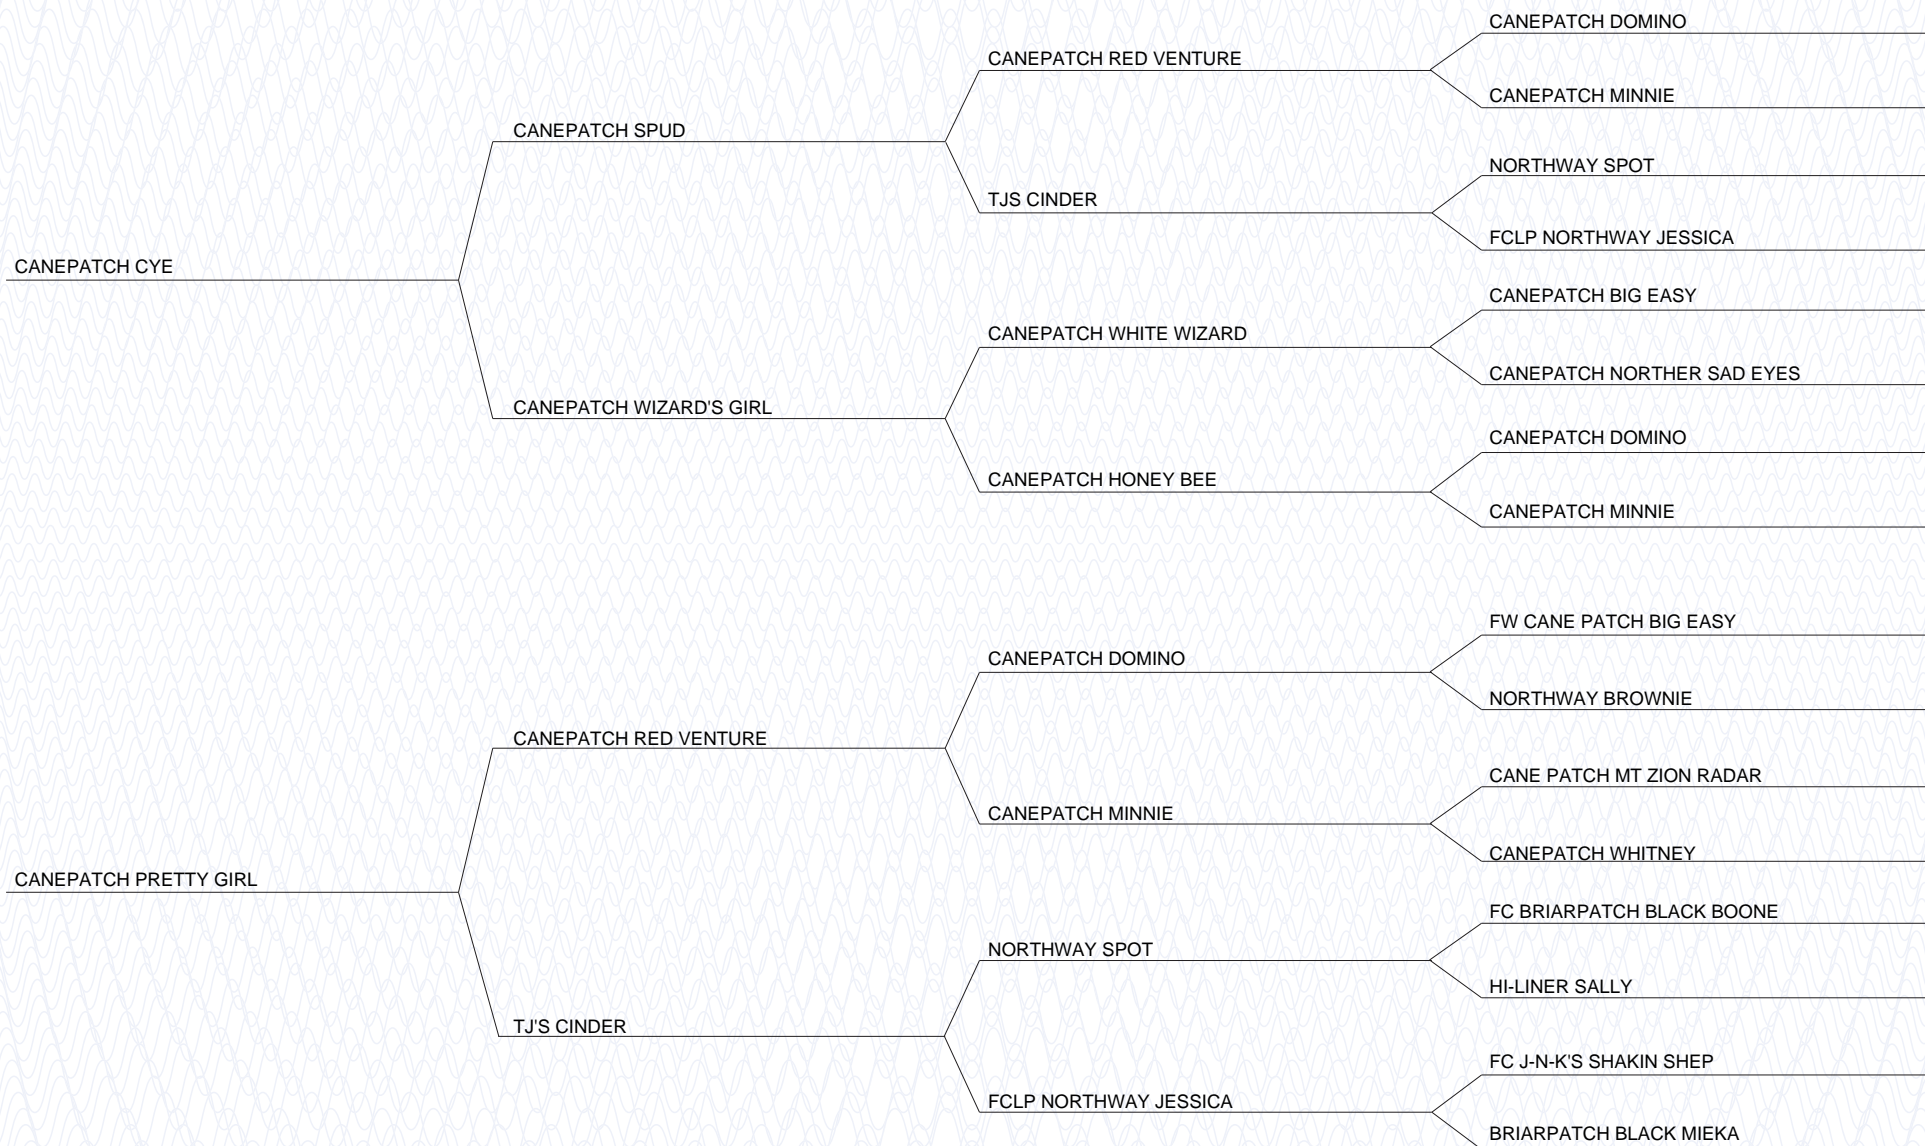 CANEPATCH DOMINO
CANEPATCH RED VENTURE
CANEPATCH MINNIE
CANEPATCH SPUD
NORTHWAY SPOT
TJS CINDER
FCLP NORTHWAY JESSICA
CANEPATCH CYE
CANEPATCH BIG EASY
CANEPATCH WHITE WIZARD
CANEPATCH NORTHER SAD EYES
CANEPATCH WIZARD'S GIRL
CANEPATCH DOMINO
CANEPATCH HONEY BEE
CANEPATCH MINNIE
FW CANE PATCH BIG EASY
CANEPATCH DOMINO
NORTHWAY BROWNIE
CANEPATCH RED VENTURE
CANE PATCH MT ZION RADAR
CANEPATCH MINNIE
CANEPATCH WHITNEY
CANEPATCH PRETTY GIRL
FC BRIARPATCH BLACK BOONE
NORTHWAY SPOT
HI-LINER SALLY
TJ'S CINDER
FC J-N-K'S SHAKIN SHEP
FCLP NORTHWAY JESSICA
BRIARPATCH BLACK MIEKA